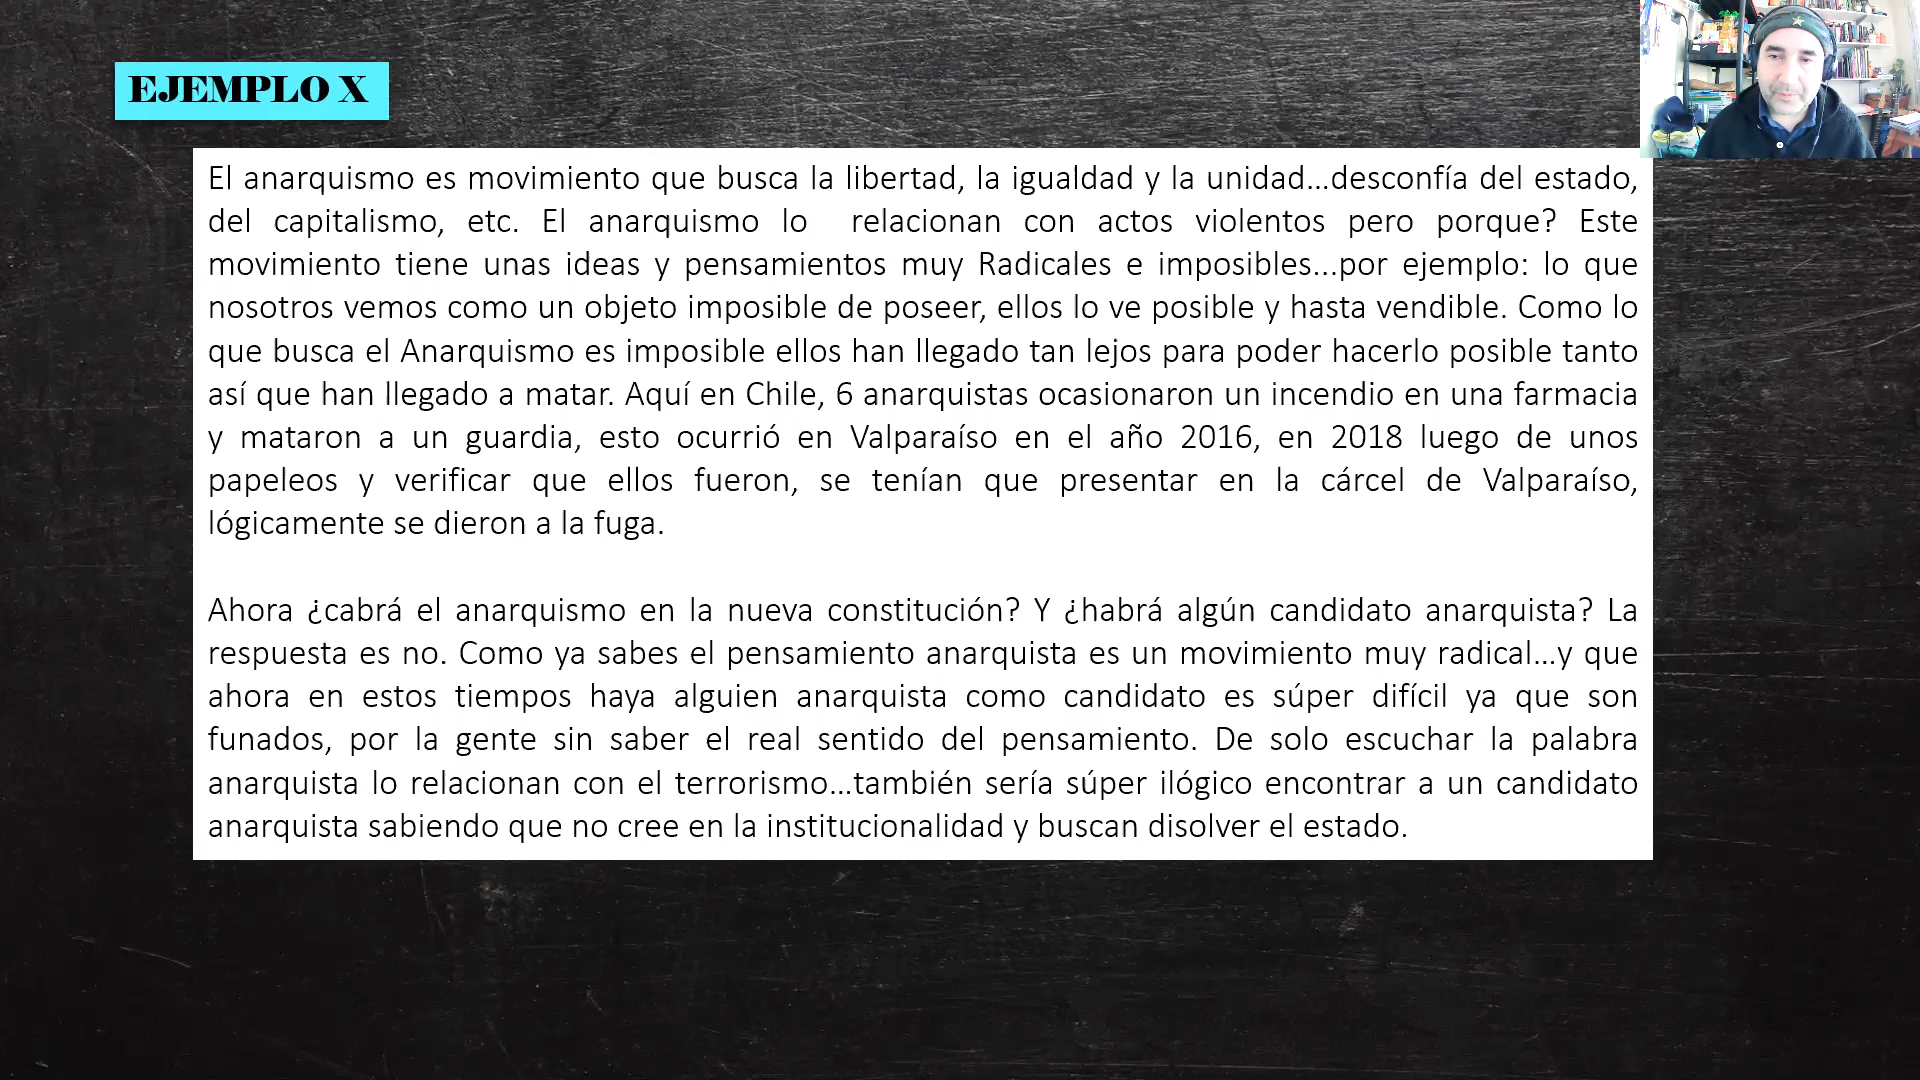 EJEMPLO X
El anarquismo es movimiento que busca la libertad, la igualdad y la unidad...desconfía del estado,
del capitalismo, etc. El anarquismo lo relacionan con actos violentos pero porque? Este
movimiento tiene unas ideas y pensamientos muy Radicales e imposibles...por ejemplo: lo que
nosotros vemos como un objeto imposible de poseer, ellos lo ve posible y hasta vendible. Como lo
que busca el Anarquismo es imposible ellos han llegado tan lejos para poder hacerlo posible tanto
así que han llegado a matar. Aquí en Chile, 6 anarquistas ocasionaron un incendio en una farmacia
y mataron a un guardia, esto ocurrió en Valparaíso en el año 2016, en 2018 luego de unos
papeleos y verificar que ellos fueron, se tenían que presentar en la cárcel de Valparaíso,
lógicamente se dieron a la fuga.
Ahora ¿cabrá el anarquismo en la nueva constitución? Y ¿habrá algún candidato anarquista? La
respuesta es no. Como ya sabes el pensamiento anarquista es un movimiento muy radical...y que
ahora en estos tiempos haya alguien anarquista como candidato es súper difícil ya que son
funados, por la gente sin saber el real sentido del pensamiento. De solo escuchar la palabra
anarquista lo relacionan con el terrorismo...también sería súper ilógico encontrar a un candidato
anarquista sabiendo que no cree en la institucionalidad y buscan disolver el estado.